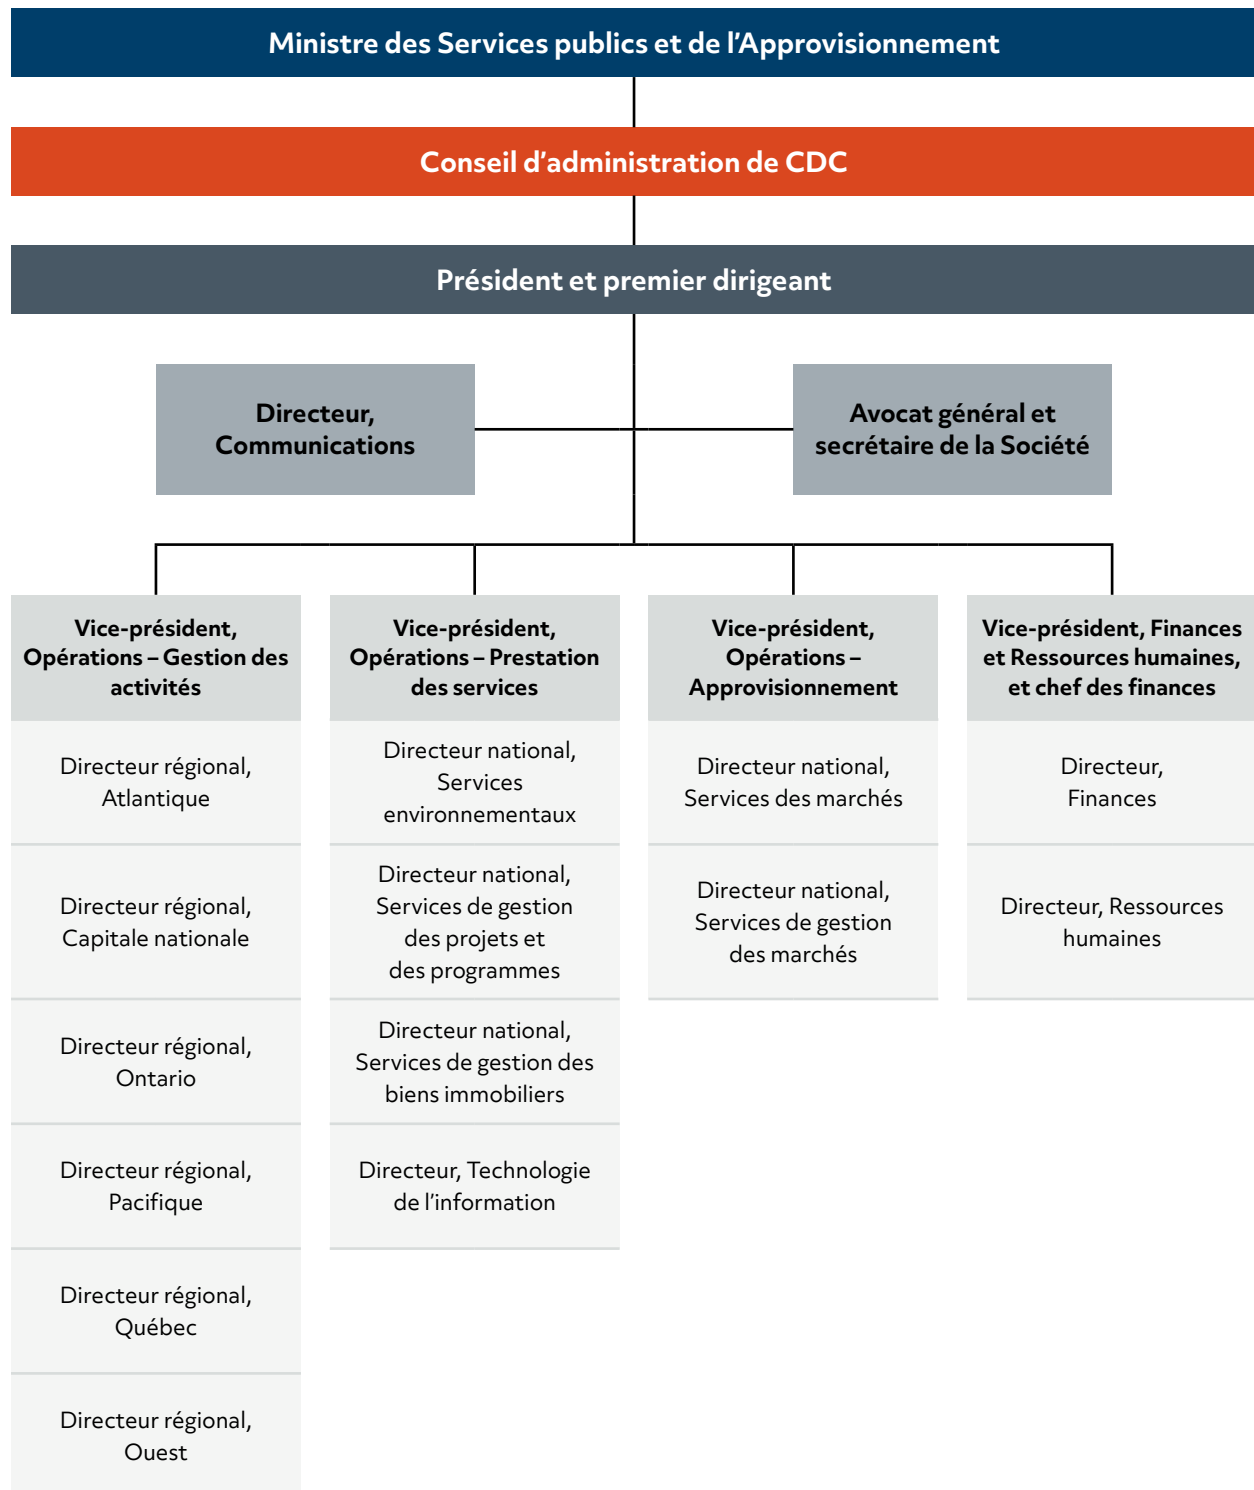 Ministre des Services publics et de l’Approvisionnement
Conseil d’administration de CDC
Président et premier dirigeant
Directeur,
Communications
Avocat général et
secrétaire de la Société
Vice-président,
Opérations – Gestion des
activités
Directeur régional,
Atlantique
Directeur régional,
Capitale nationale
Directeur régional,
Ontario
Directeur régional,
Pacifique
Directeur régional,
Québec
Directeur régional,
Ouest
Vice-président,
Opérations – Prestation
des services
Directeur national,
Services
environnementaux
Directeur national,
Services de gestion
des projets et
des programmes
Directeur national,
Services de gestion des
biens immobiliers
Directeur, Technologie
de l’information
Vice-président,
Opérations –
Approvisionnement
Directeur national,
Services des marchés
Directeur national,
Services de gestion
des marchés
Vice-président, Finances
et Ressources humaines,
et chef des finances
Directeur,
Finances
Directeur, Ressources
humaines